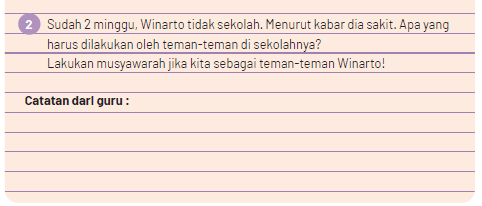 2 Sudah 2 minggu, Winarto tidak sekolah. Menurut kabar dia sakit. Apa yang
harus dilakukan oleh teman-teman di sekolahnya?
Lakukan musyawarah jika kita sebagai teman-teman Winarto!
Catatan dari guru :